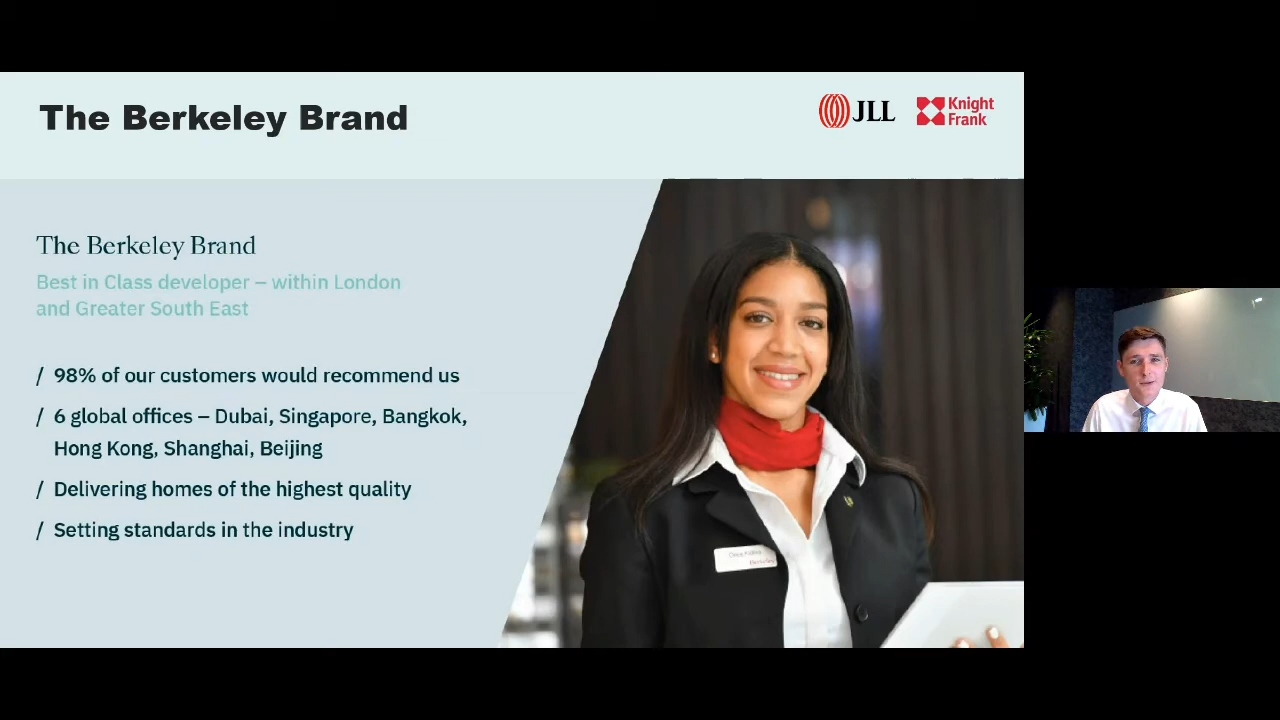 The Berkeley Brand
JLL
Knight
Frank
The Berkeley Brand
Best in Class developer – within London
and Greater South East
/ 98% of our customers would recommend us
/ 6 global offices – Dubai, Singapore, Bangkok,
Hong Kong, Shanghai, Beijing
/ Delivering homes of the highest quality
/ Setting standards in the industry
Berkeley